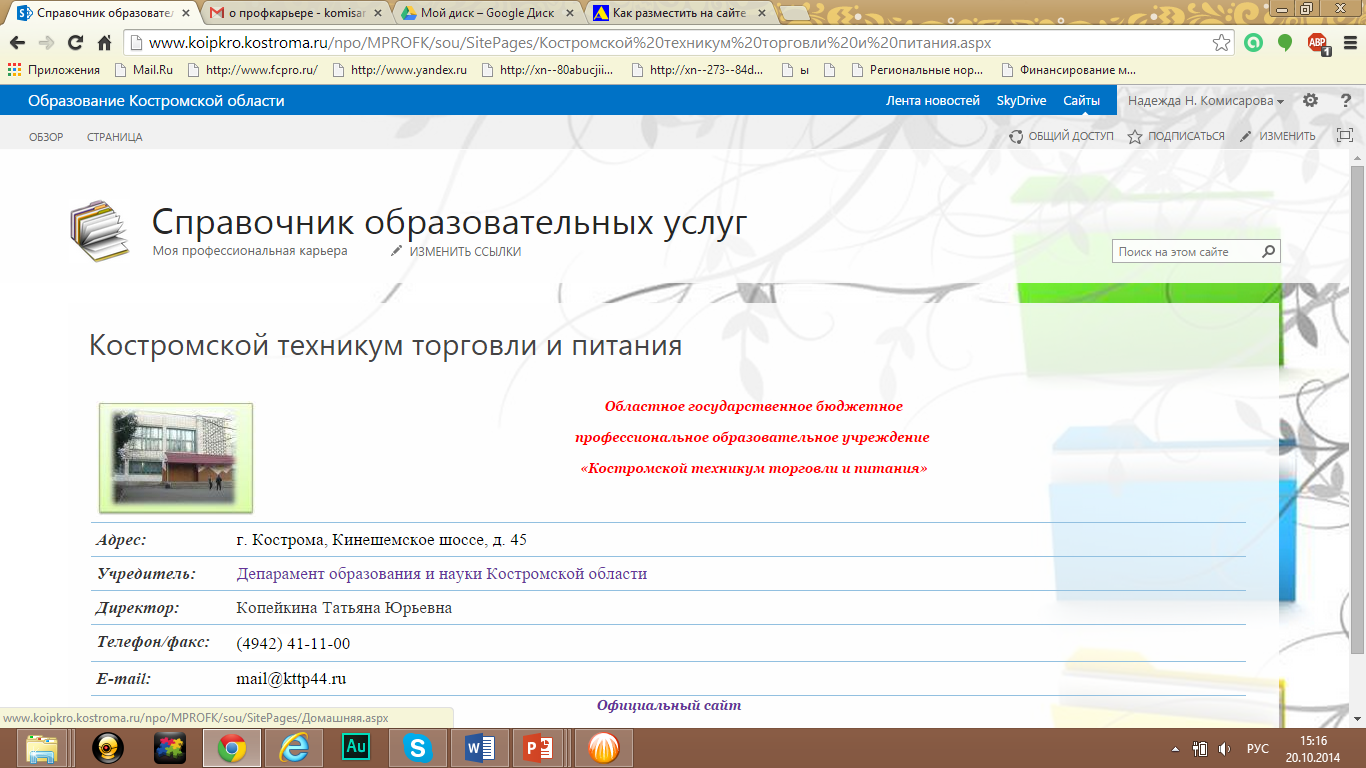 Справочник образовател
о профкарьере - komisar
Мой диск – Google Диск
Как разместить на сайте
www.koipkro.kostroma.ru/npo/MPROFK/sou/SitePages/Костромской%20техникум%20торговли%20и%20питания.aspx
Приложения Mail.Ru http://www.fcpro.ru/ http://www.yandex.ru http://xn--80abucjii... http://xn--273--84d... ы Региональные нор... Финансирование м...
ABP 1
Образование Костромской области Лента новостей SkyDrive Сайты Надежда Н. Комисарова ?
ОБЗОР СТРАНИЦА ОБЩИЙ ДОСТУП ПОДПИСАТЬСЯ ИЗМЕНИТЬ
Справочник образовательных услуг
Моя профессиональная карьера ИЗМЕНИТЬ ССЫЛКИ
Поиск на этом сайте
Костромской техникум торговли и питания
Областное государственное бюджетное
профессиональное образовательное учреждение
«Костромской техникум торговли и питания»
Адрес: г. Кострома, Кинешемское шоссе, д. 45
Учредитель: Депарамент образования и науки Костромской области
Директор: Копейкина Татьяна Юрьевна
Телефон/факс: (4942) 41-11-00
E-mail: mail@kttp44.ru
Официальный сайт
www.koipkro.kostroma.ru/npo/MPROFK/sou/SitePages/Домашняя.aspx
Au
РУС
15:16
20.10.2014